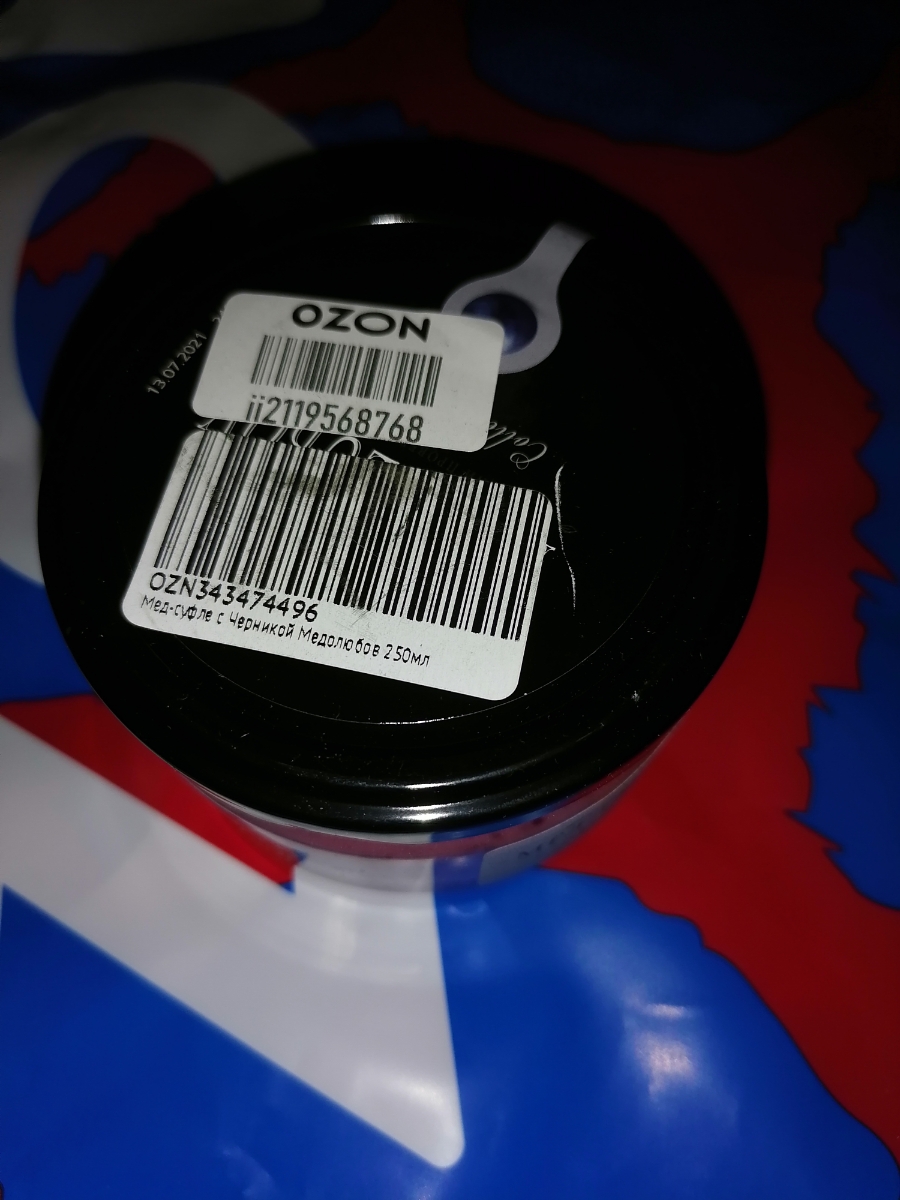 OZON
13.07.2021
ii2119568768
OZN343474496
Мед-суфле с Черникой Медолюбов 250мл